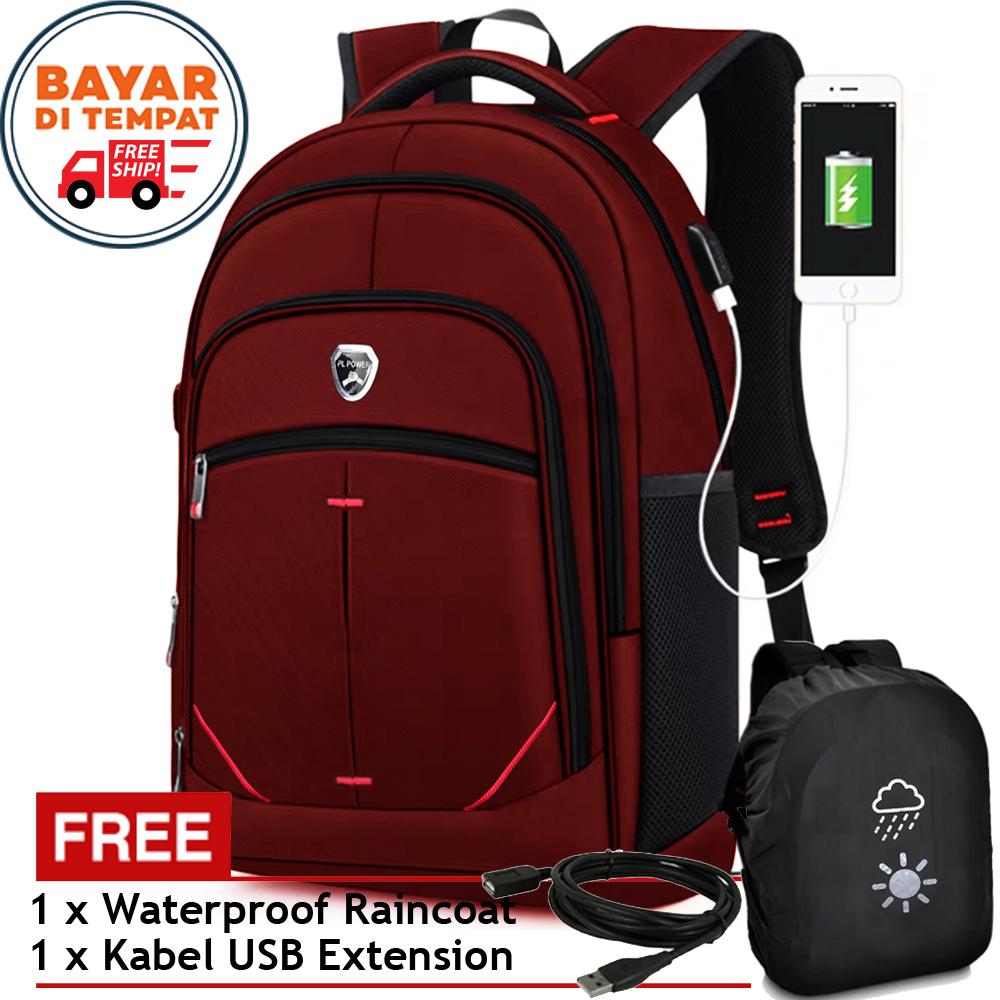 BAYAR
DI TEMPAT
FREE
SHIP!
PL POWER
FREE
1 x Waterproof Raincoat
1 x Kabel USB Extension